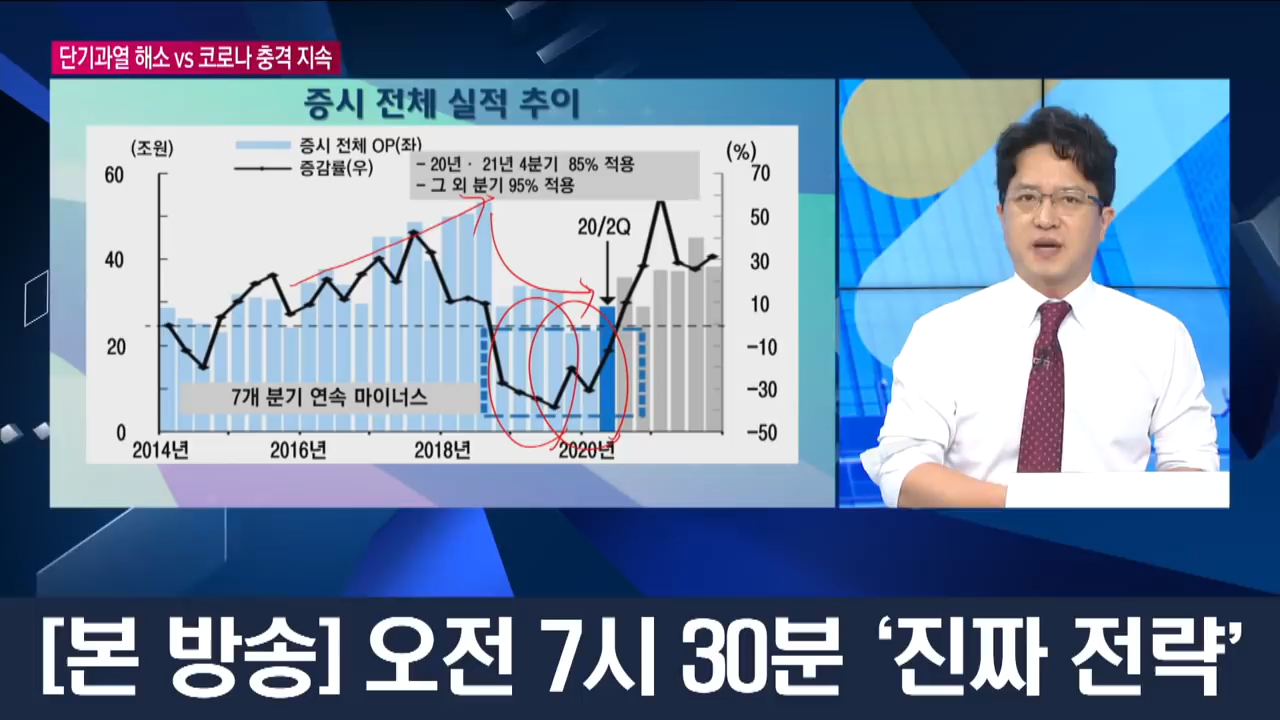 단기과열 해소 vs 코로나 충격 지속
증시 전체 실적 추이
(조원)
증시 전체 OP(좌)
증감률(우)
- 20년 · 21년 4분기 85% 적용
- 그 외 분기 95% 적용
(%)
60
40
20
0
70
50
30
10
-10
-30
-50
20/2Q
7개 분기 연속 마이너스
2014년
2016년
2018년
2020년
[본 방송] 오전 7시 30분 ‘진짜 전략’